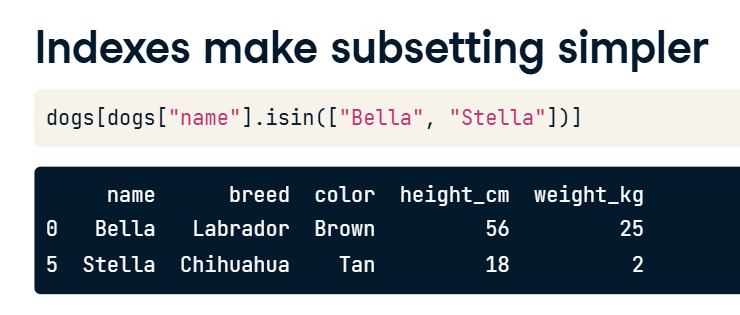 Indexes make subsetting simpler
dogs[dogs["name"].isin(["Bella", "Stella"])]
name breed color height_cm weight_kg
0 Bella Labrador Brown 56 25
5 Stella Chihuahua Tan 18 2